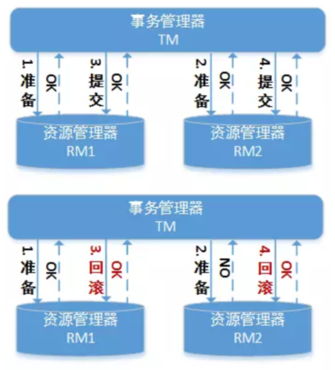 事务管理器
TM
1.准备
OK
3.提交
OK
2.准备
OK
4.提交
OK
资源管理器
RM1
资源管理器
RM2
事务管理器
TM
1.准备
OK
3.回滚
OK
2.准备
NO
4.回滚
OK
资源管理器
RM1
资源管理器
RM2